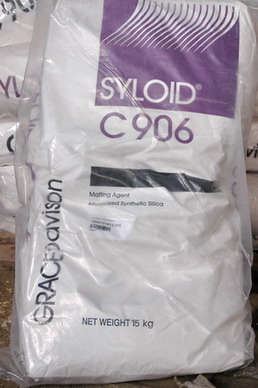 SYLOID®
C 906
GRACE Davison
Matting Agent
Synthetic Silica
NET WEIGHT 15 kg